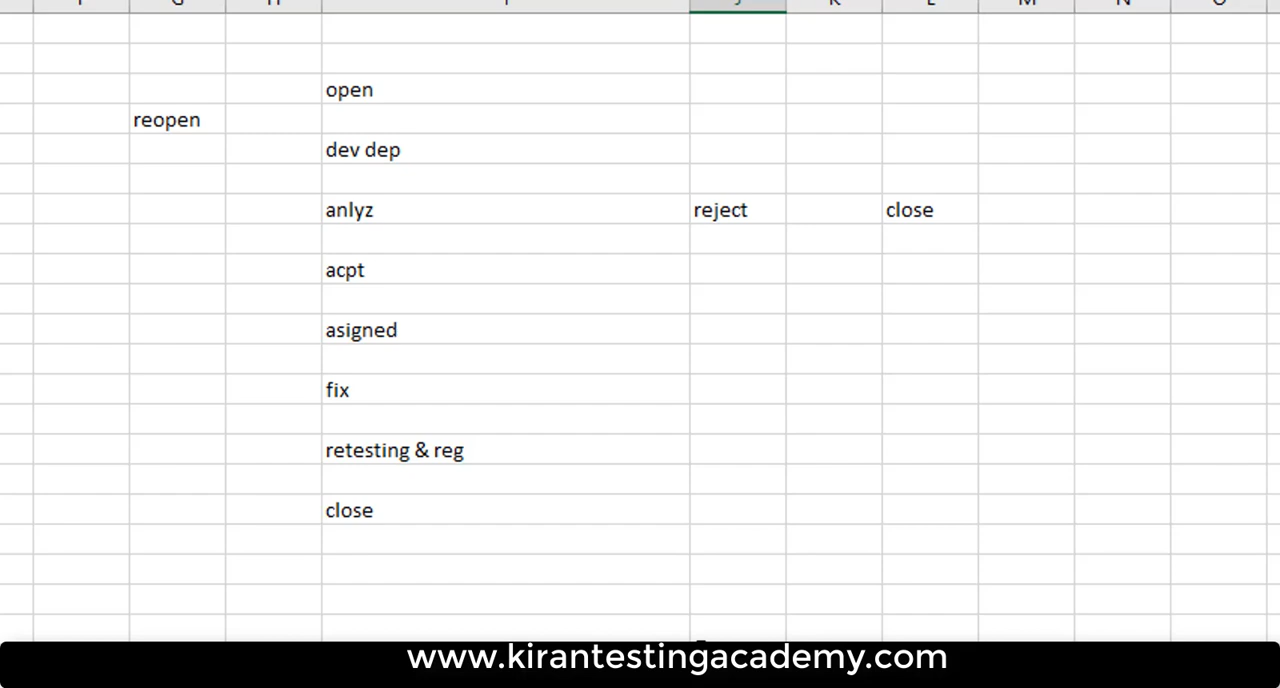 F G H I J K L M N O
open
reopen
dev dep
anlyz reject close
acpt
asigned
fix
retesting & reg
close
www.kirantestingacademy.com